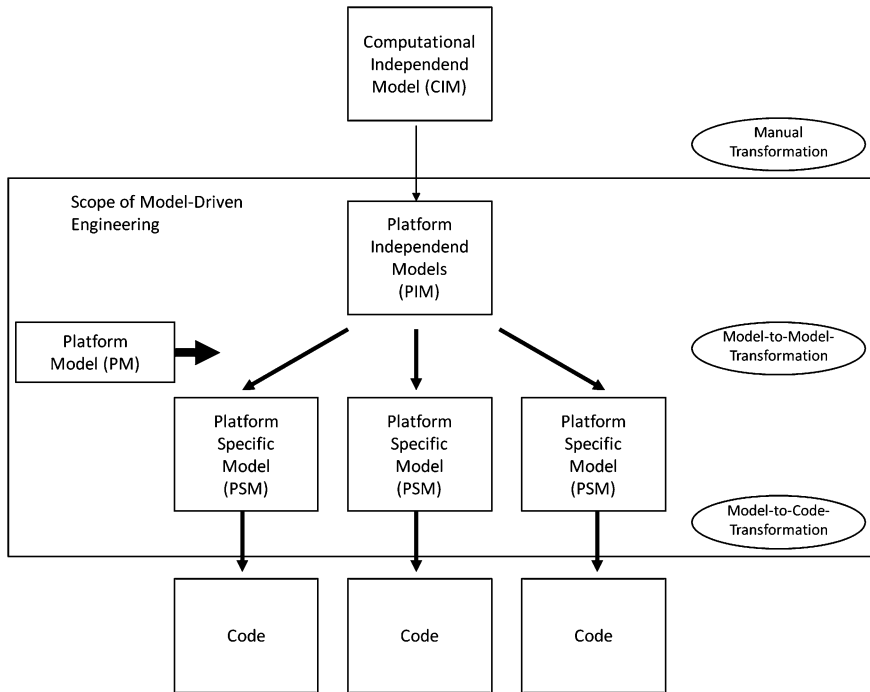 Computational
Independend
Model (CIM)
Manual
Transformation
Scope of Model-Driven
Engineering
Platform
Independend
Models
(PIM)
Platform
Model (PM)
Model-to-Model-
Transformation
Platform
Specific
Model
(PSM)
Platform
Specific
Model
(PSM)
Platform
Specific
Model
(PSM)
Model-to-Code-
Transformation
Code
Code
Code